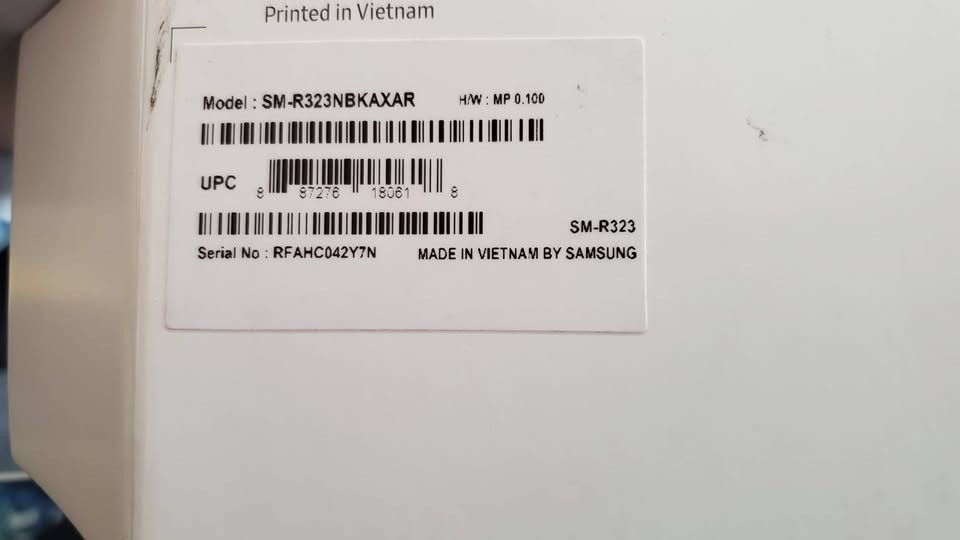 Printed in Vietnam
Model : SM-R323NBKAXAR H/W : MP 0.100
UPC 8 87276 18061 8
SM-R323
Serial No : RFAHC042Y7N MADE IN VIETNAM BY SAMSUNG